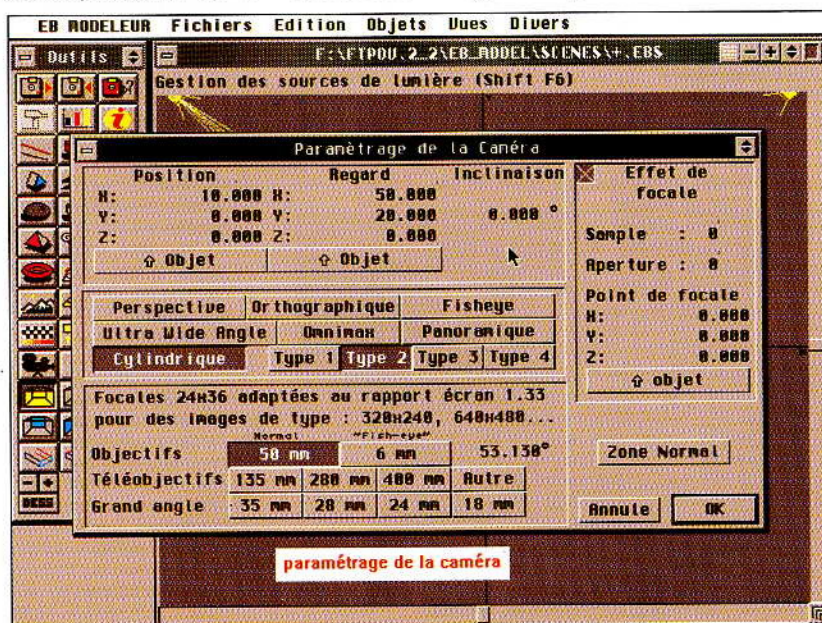 EB MODELEUR Fichiers Edition Objets Vues Divers
Outils
F:\FTPOV.2_2\EB_MODEL\SCENES\+.EBS
Gestion des sources de lumière (Shift F6)
Paramètrage de la Caméra
Position Regard Inclinaison
X: 10.000 X: 50.000
Y: 0.000 Y: 20.000 0.000 °
Z: 0.000 Z: 0.000
⇧ Objet ⇧ Objet
Effet de
focale
Sample : 0
Aperture : 0
Point de focale
X: 0.000
Y: 0.000
Z: 0.000
⇧ objet
Perspective Orthographique Fisheye
Ultra Wide Angle Omnimax Panoramique
Cylindrique Type 1 Type 2 Type 3 Type 4
Focales 24x36 adaptées au rapport écran 1.33
pour des images de type : 320x240, 640x480...
Normal "Fish-eye"
Objectifs 50 mm 6 mm 53.130°
Téléobjectifs 135 mm 200 mm 400 mm Autre
Grand angle 35 mm 28 mm 24 mm 18 mm
Zone Normal
Annule OK
paramétrage de la caméra